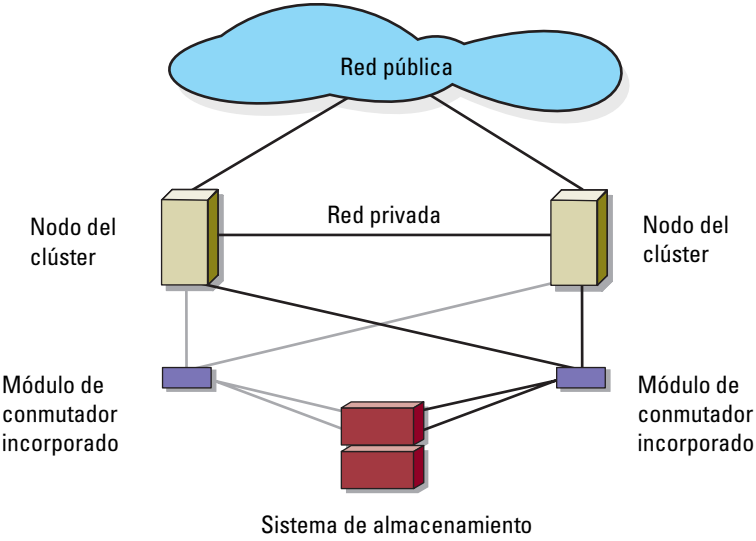 Red pública
Red privada
Nodo del
clúster
Nodo del
clúster
Módulo de
conmutador
incorporado
Módulo de
conmutador
incorporado
Sistema de almacenamiento